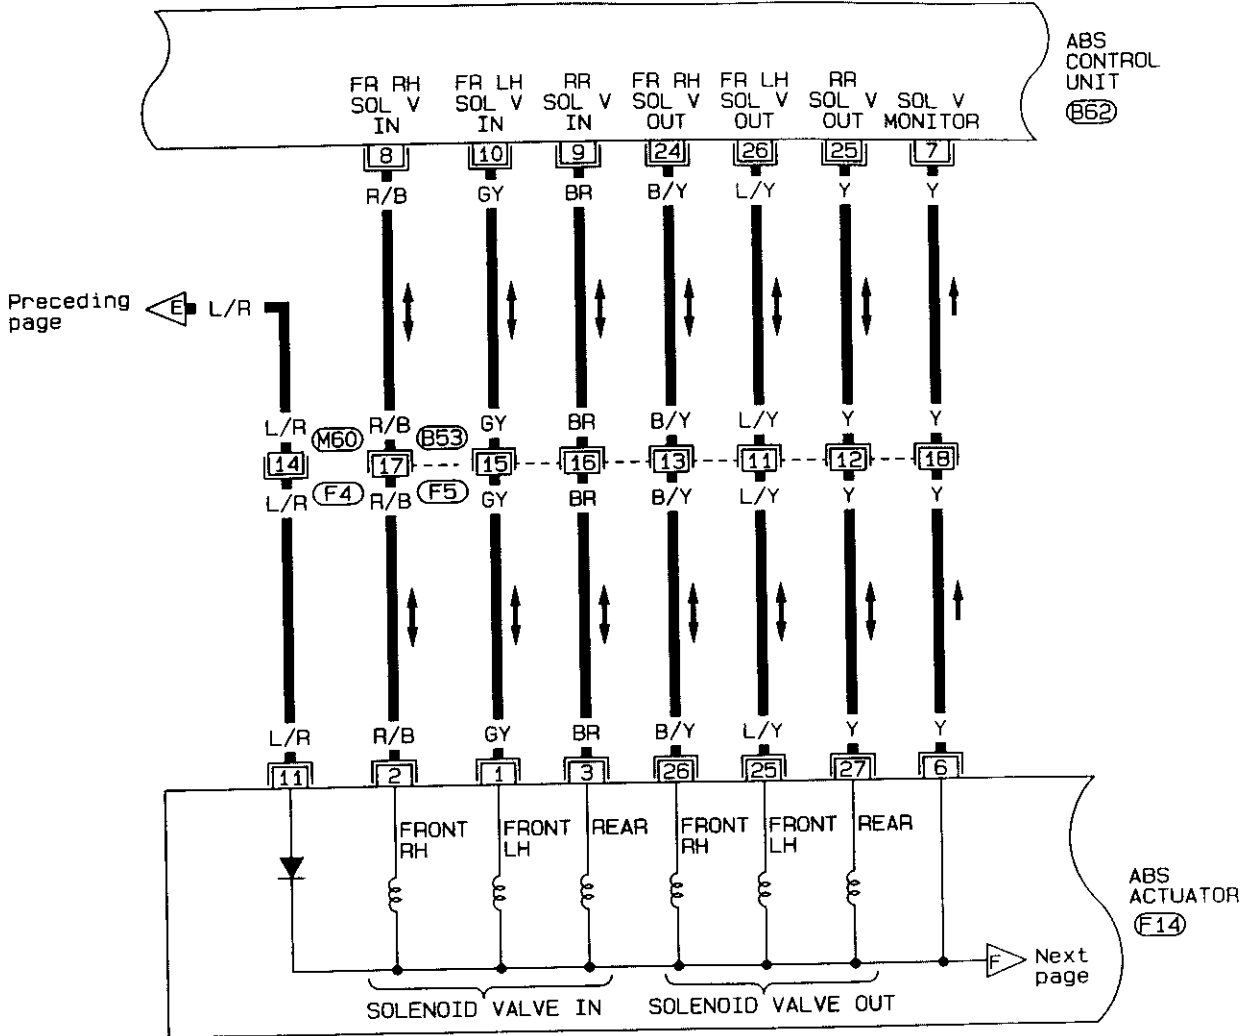 ABS
CONTROL
UNIT
B62
FR RH
SOL V
IN
FR LH
SOL V
IN
RR
SOL V
IN
FR RH
SOL V
OUT
FR LH
SOL V
OUT
RR
SOL V
OUT
SOL V
MONITOR
8 10 9 24 26 25 7
R/B GY BR B/Y L/Y Y Y
Preceding
page
E L/R
L/R M60 R/B B53 GY BR B/Y L/Y Y Y
14 17 15 16 13 11 12 18
L/R F4 R/B F5 GY BR B/Y L/Y Y Y
L/R R/B GY BR B/Y L/Y Y Y
11 2 1 3 26 25 27 6
FRONT
RH
FRONT
LH
REAR
FRONT
RH
FRONT
LH
REAR
ABS
ACTUATOR
F14
F Next
page
SOLENOID VALVE IN SOLENOID VALVE OUT